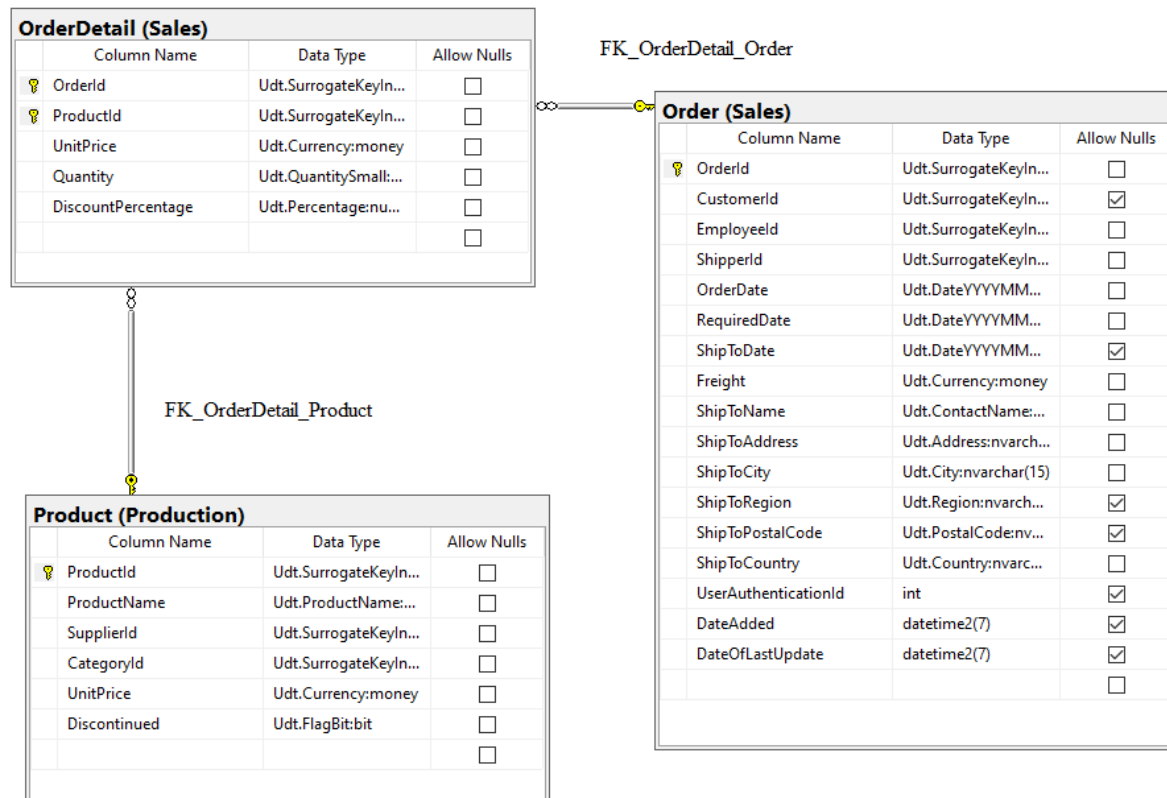 OrderDetail (Sales)
Column Name Data Type Allow Nulls
OrderId Udt.SurrogateKeyIn...
ProductId Udt.SurrogateKeyIn...
UnitPrice Udt.Currency:money
Quantity Udt.QuantitySmall:...
DiscountPercentage Udt.Percentage:nu...
FK_OrderDetail_Order
Order (Sales)
Column Name Data Type Allow Nulls
OrderId Udt.SurrogateKeyIn...
CustomerId Udt.SurrogateKeyIn...
EmployeeId Udt.SurrogateKeyIn...
ShipperId Udt.SurrogateKeyIn...
OrderDate Udt.DateYYYYMM...
RequiredDate Udt.DateYYYYMM...
ShipToDate Udt.DateYYYYMM...
Freight Udt.Currency:money
ShipToName Udt.ContactName:...
ShipToAddress Udt.Address:nvarch...
ShipToCity Udt.City:nvarchar(15)
ShipToRegion Udt.Region:nvarch...
ShipToPostalCode Udt.PostalCode:nv...
ShipToCountry Udt.Country:nvarc...
UserAuthenticationId int
DateAdded datetime2(7)
DateOfLastUpdate datetime2(7)
FK_OrderDetail_Product
Product (Production)
Column Name Data Type Allow Nulls
ProductId Udt.SurrogateKeyIn...
ProductName Udt.ProductName:...
SupplierId Udt.SurrogateKeyIn...
CategoryId Udt.SurrogateKeyIn...
UnitPrice Udt.Currency:money
Discontinued Udt.FlagBit:bit